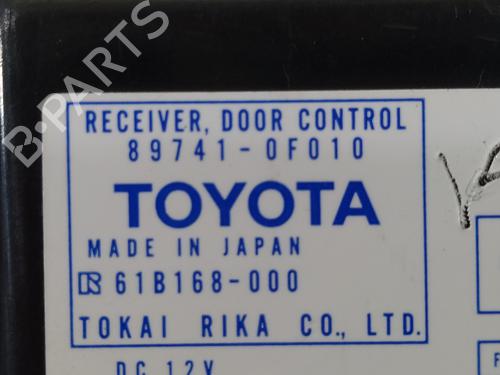 B-PARTS
RECEIVER, DOOR CONTROL
89741-0F010
TOYOTA
MADE IN JAPAN
R 61B168-000
TOKAI RIKA CO., LTD.
DC 12V
F